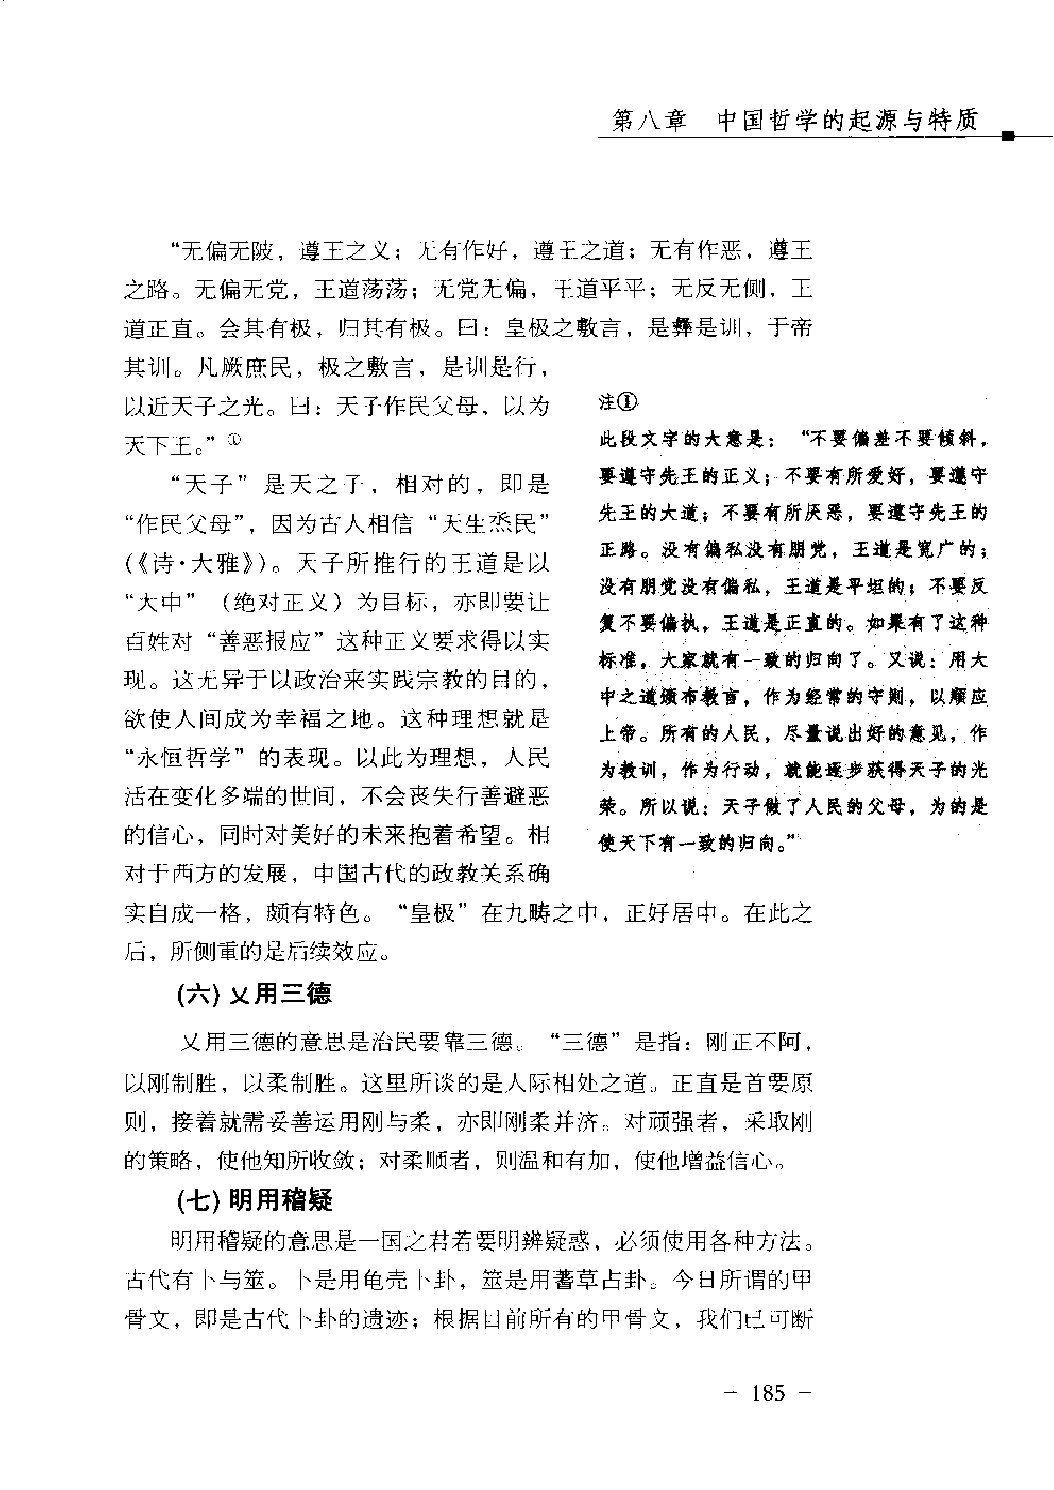 第八章　中国哲学的起源与特质
“无偏无陂，遵王之义；无有作好，遵王之道；无有作恶，遵王
之路。无偏无党，王道荡荡；无党无偏，王道平平；无反无侧，王
道正直。会其有极，归其有极。曰：皇极之敷言，是彝是训，于帝
其训。凡厥庶民，极之敷言，是训是行，
以近天子之光。曰：天子作民父母，以为
天下王。”①
“天子”是天之子，相对的，即是
“作民父母”，因为古人相信“天生烝民”
(《诗·大雅》)。天子所推行的王道是以
“大中”（绝对正义）为目标，亦即要让
百姓对“善恶报应”这种正义要求得以实
现。这无异于以政治来实践宗教的目的，
欲使人间成为幸福之地。这种理想就是
“永恒哲学”的表现。以此为理想，人民
活在变化多端的世间，不会丧失行善避恶
的信心，同时对美好的未来抱着希望。相
对于西方的发展，中国古代的政教关系确
实自成一格，颇有特色。“皇极”在九畴之中，正好居中。在此之
后，所侧重的是后续效应。
注①
此段文字的大意是：“不要偏差不要倾斜，
要遵守先王的正义；不要有所爱好，要遵守
先王的大道；不要有所厌恶，要遵守先王的
正路。没有偏私没有朋党，王道是宽广的；
没有朋党没有偏私，王道是平坦的；不要反
复不要偏执，王道是正直的。如果有了这种
标准，大家就有一致的归向了。又说：用大
中之道颁布教言，作为经常的守则，以顺应
上帝。所有的人民，尽量说出好的意见，作
为教训，作为行动，就能逐步获得天子的光
荣。所以说：天子做了人民的父母，为的是
使天下有一致的归向。”
(六) 乂用三德
乂用三德的意思是治民要靠三德。“三德”是指：刚正不阿，
以刚制胜，以柔制胜。这里所谈的是人际相处之道。正直是首要原
则，接着就需妥善运用刚与柔，亦即刚柔并济。对顽强者，采取刚
的策略，使他知所收敛；对柔顺者，则温和有加，使他增益信心。
(七) 明用稽疑
明用稽疑的意思是一国之君若要明辨疑惑，必须使用各种方法。
古代有卜与筮。卜是用龟壳卜卦，筮是用蓍草占卦。今日所谓的甲
骨文，即是古代卜卦的遗迹；根据目前所有的甲骨文，我们已可断
－ 185 －